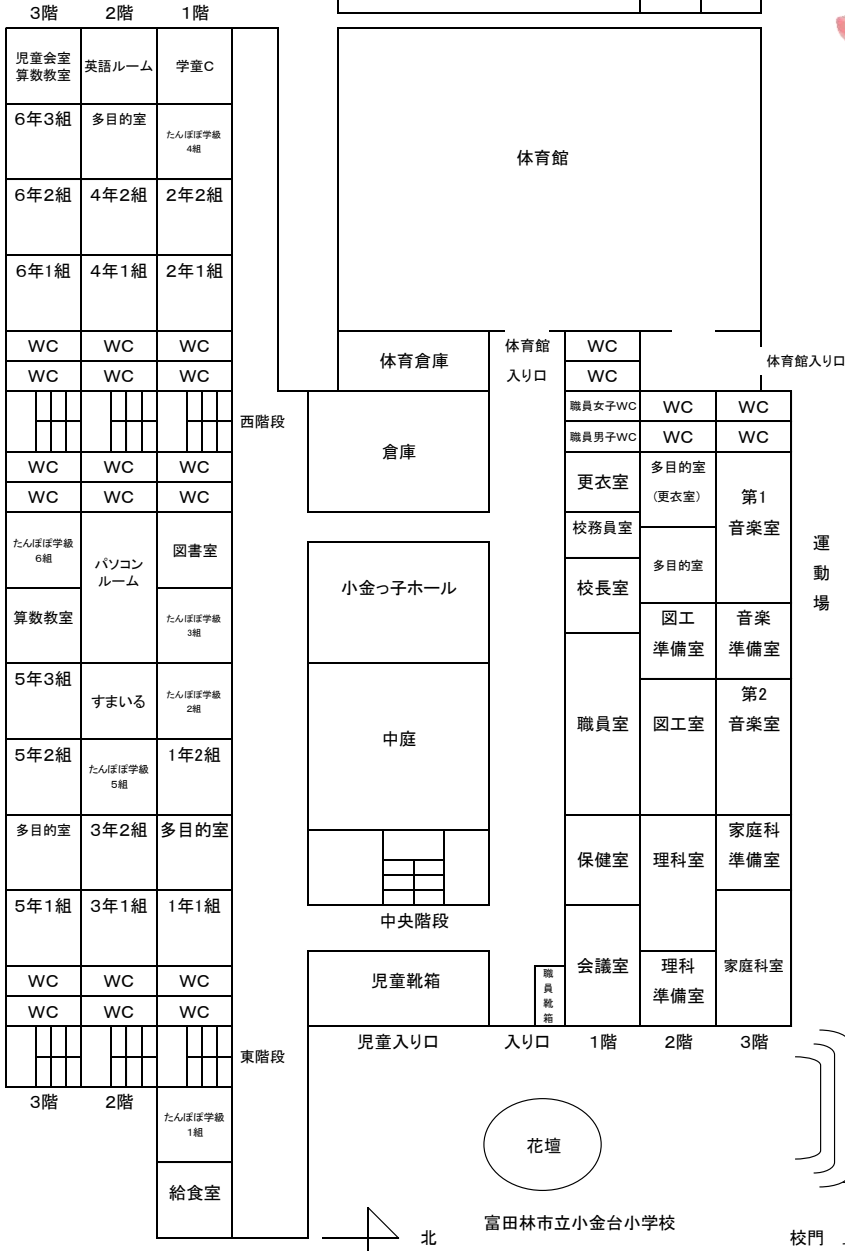 3階 2階 1階
児童会室
算数教室
英語ルーム
学童C
6年3組
多目的室
たんぽぽ学級
4組
6年2組
4年2組
2年2組
6年1組
4年1組
2年1組
WC WC WC
WC WC WC
西階段
WC WC WC
WC WC WC
たんぽぽ学級
6組
パソコン
ルーム
図書室
算数教室
たんぽぽ学級
3組
5年3組
すまいる
たんぽぽ学級
2組
5年2組
たんぽぽ学級
5組
1年2組
多目的室
3年2組
多目的室
5年1組
3年1組
1年1組
WC WC WC
WC WC WC
東階段
3階 2階
たんぽぽ学級
1組
給食室
体育館
体育倉庫
体育館
入り口
倉庫
小金っ子ホール
中庭
中央階段
児童靴箱
職員靴箱
児童入り口
入り口
WC
WC
体育館入り口
職員女子WC
WC
WC
職員男子WC
WC
WC
更衣室
多目的室
(更衣室)
第1
音楽室
校務員室
多目的室
校長室
図工
準備室
音楽
準備室
職員室
図工室
第2
音楽室
保健室
理科室
家庭科
準備室
会議室
理科
準備室
家庭科室
1階 2階 3階
運動場
花壇
北
富田林市立小金台小学校
校門